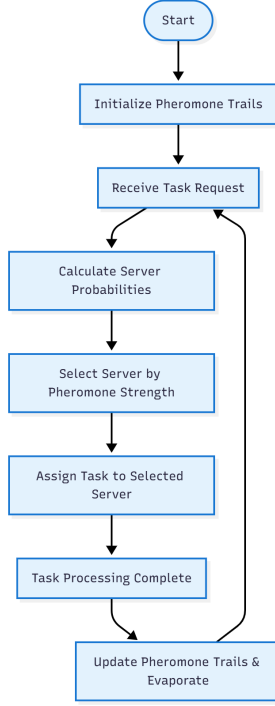 Start
Initialize Pheromone Trails
Receive Task Request
Calculate Server
Probabilities
Select Server by
Pheromone Strength
Assign Task to Selected
Server
Task Processing Complete
Update Pheromone Trails &
Evaporate